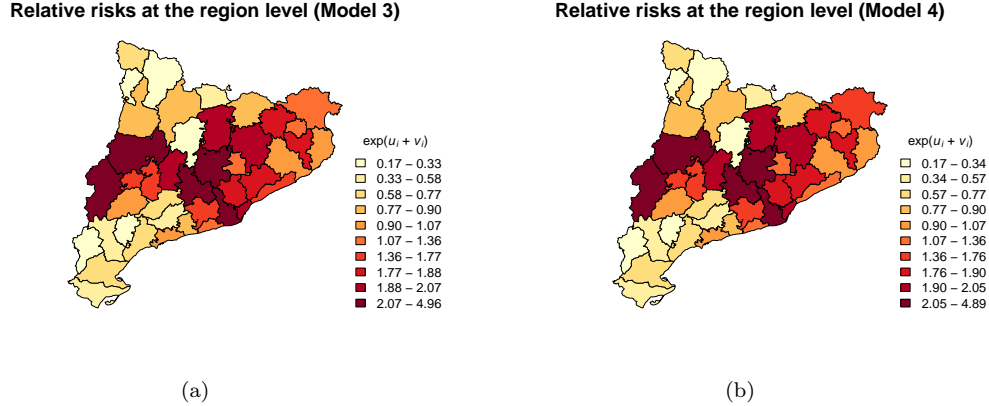 Relative risks at the region level (Model 3)
exp(uᵢ + vᵢ)
0.17 – 0.33
0.33 – 0.58
0.58 – 0.77
0.77 – 0.90
0.90 – 1.07
1.07 – 1.36
1.36 – 1.77
1.77 – 1.88
1.88 – 2.07
2.07 – 4.96
(a)
Relative risks at the region level (Model 4)
exp(uᵢ + vᵢ)
0.17 – 0.34
0.34 – 0.57
0.57 – 0.77
0.77 – 0.90
0.90 – 1.07
1.07 – 1.36
1.36 – 1.76
1.76 – 1.90
1.90 – 2.05
2.05 – 4.89
(b)